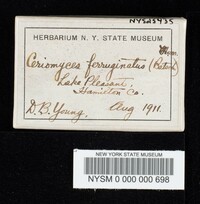 NYSM3935
HERBARIUM N. Y. STATE MUSEUM
Ceriomyces ferruginatus (Batsch)
Lake Pleasant.
Hamilton Co.
D. B. Young. Aug 1911.
NEW YORK STATE MUSEUM
NYSM 0 000 000 698